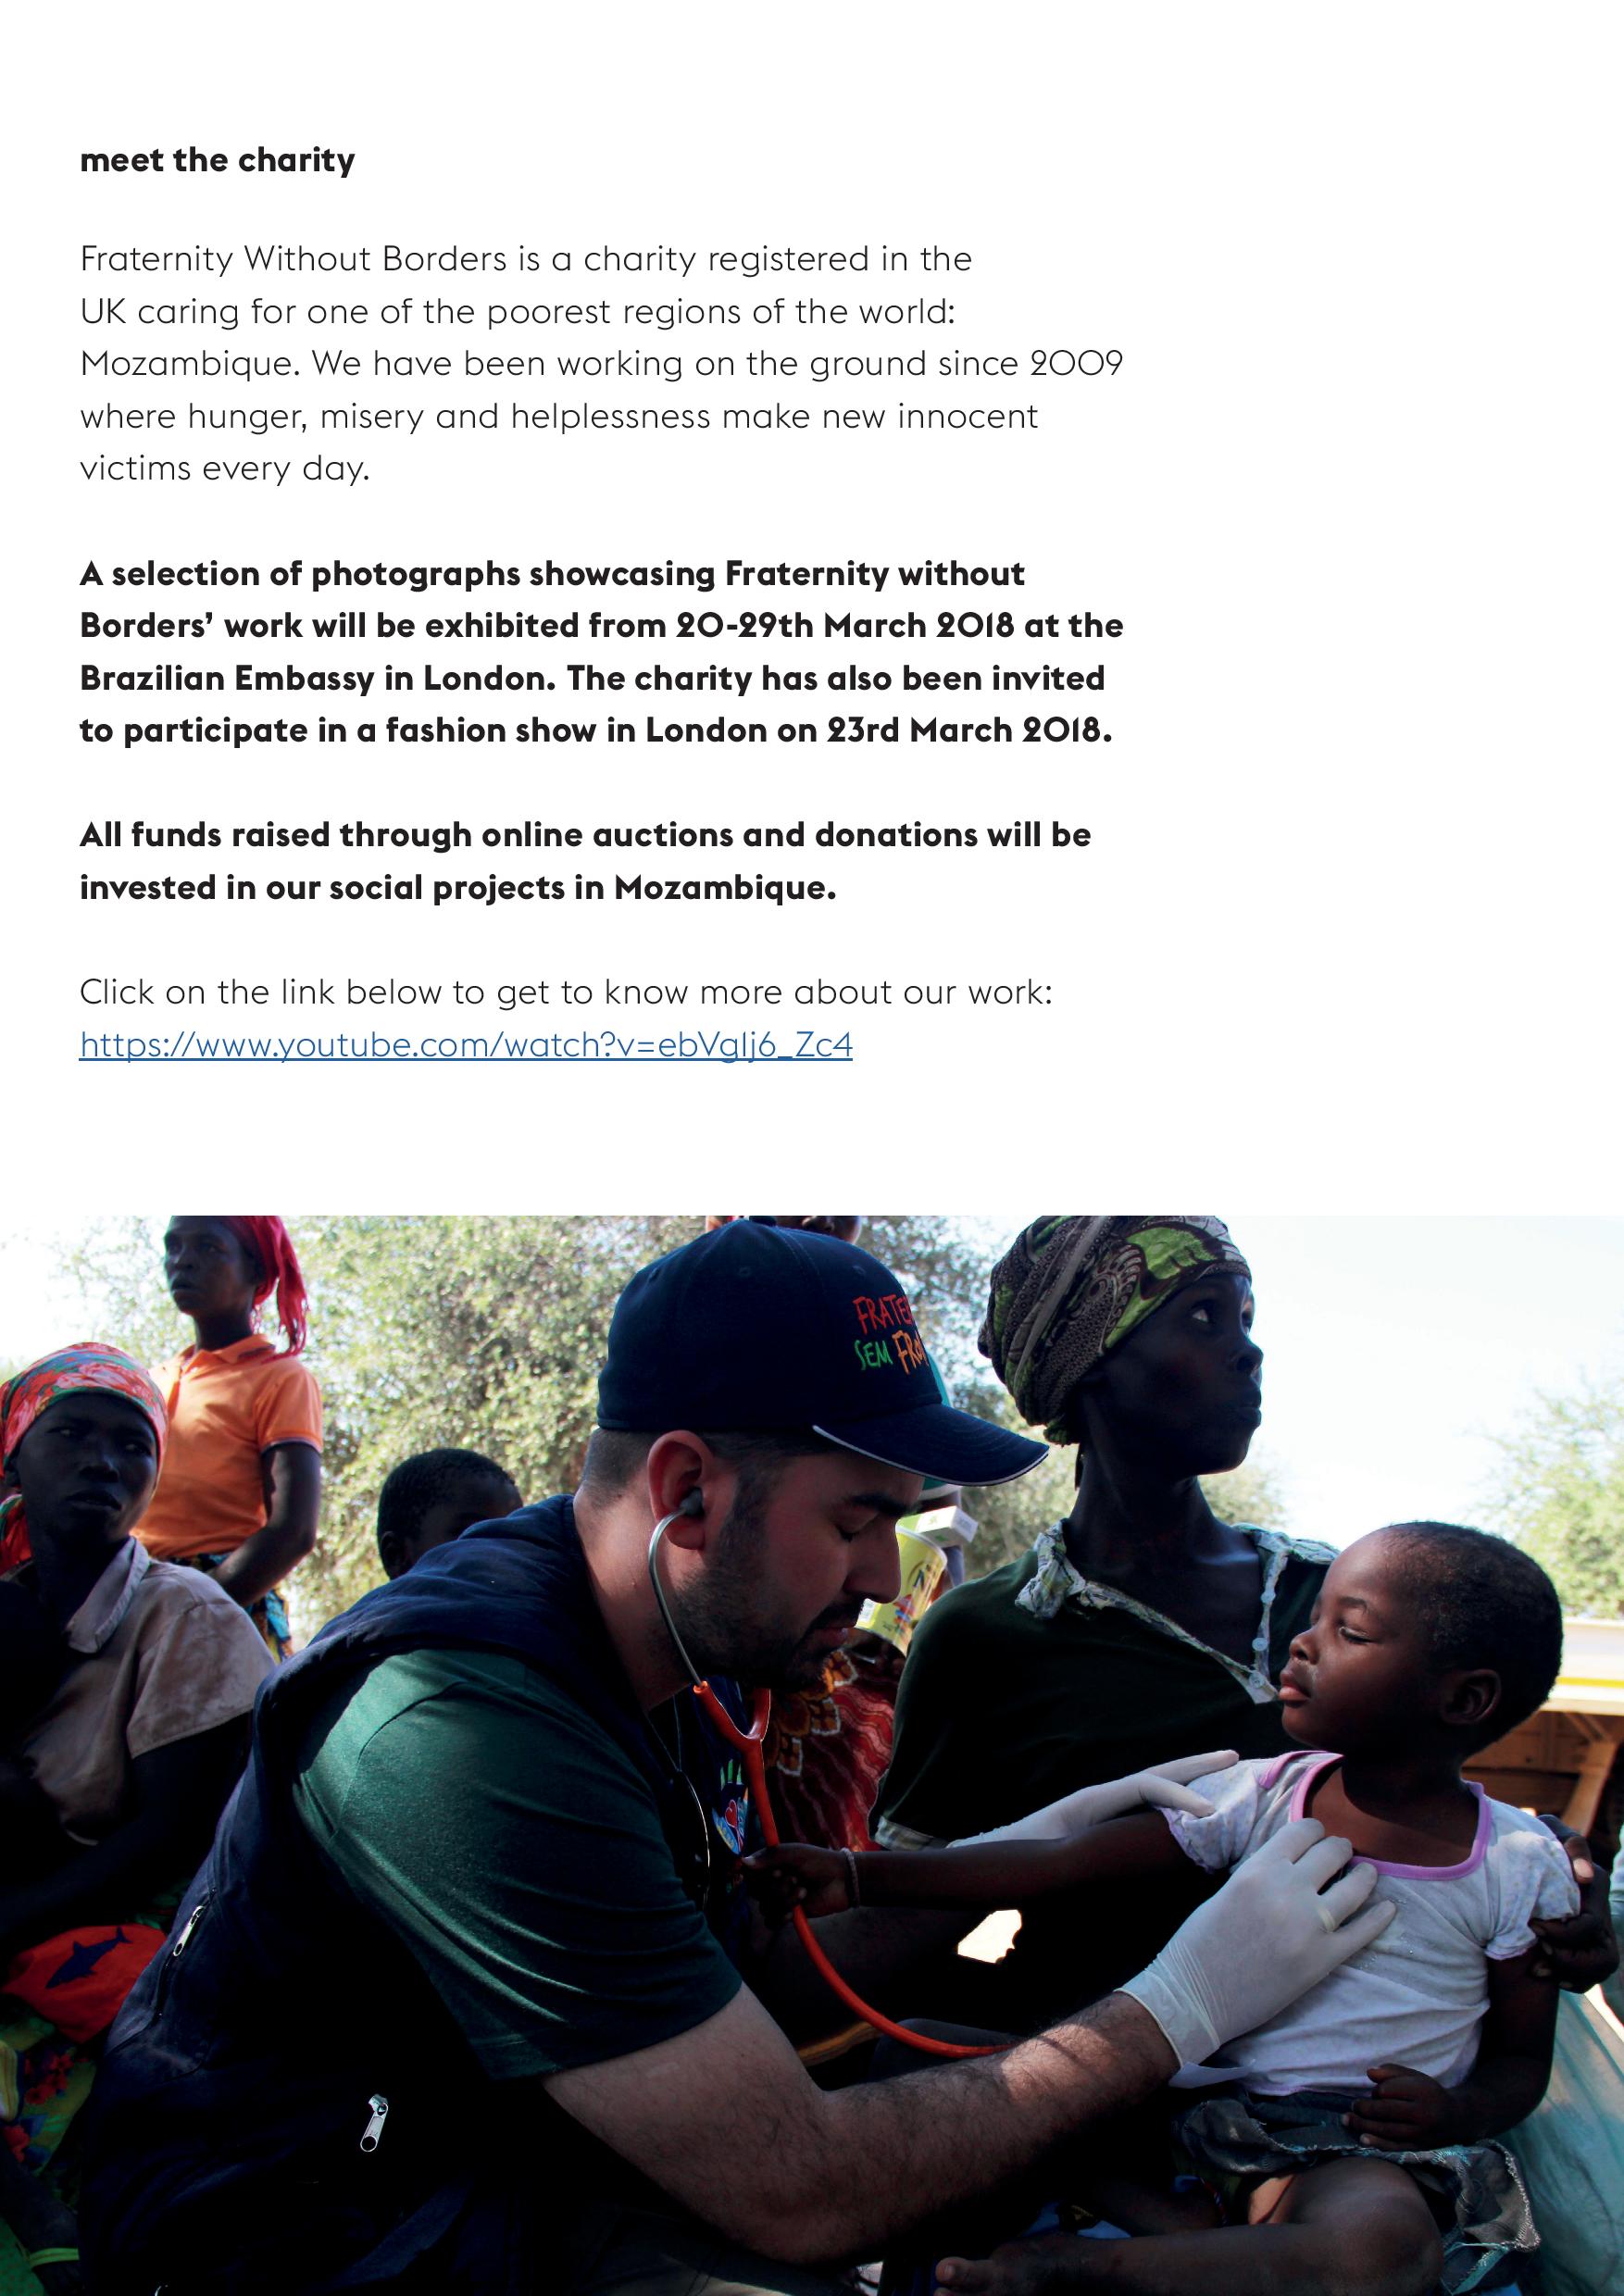 meet the charity
Fraternity Without Borders is a charity registered in the
UK caring for one of the poorest regions of the world:
Mozambique. We have been working on the ground since 2009
where hunger, misery and helplessness make new innocent
victims every day.
A selection of photographs showcasing Fraternity without
Borders’ work will be exhibited from 20-29th March 2018 at the
Brazilian Embassy in London. The charity has also been invited
to participate in a fashion show in London on 23rd March 2018.
All funds raised through online auctions and donations will be
invested in our social projects in Mozambique.
Click on the link below to get to know more about our work:
https://www.youtube.com/watch?v=ebVgIj6_Zc4
SEM